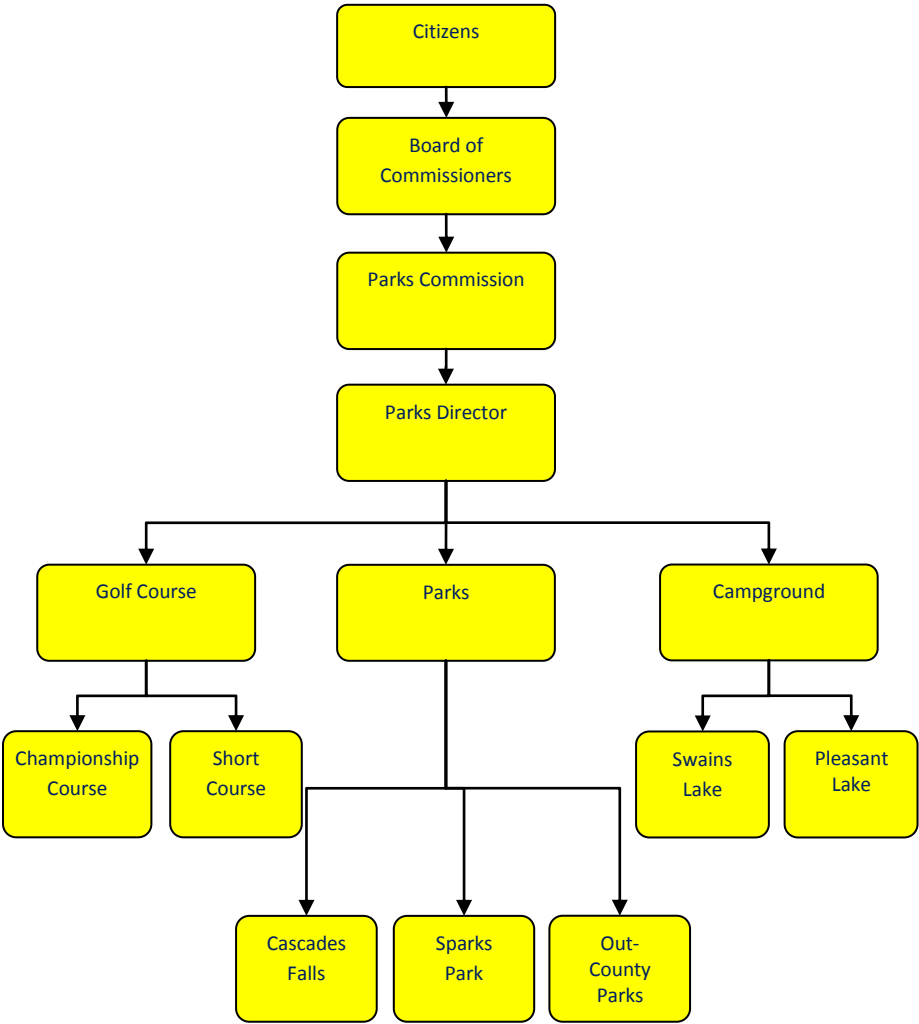 Citizens
Board of
Commissioners
Parks Commission
Parks Director
Golf Course
Parks
Campground
Championship
Course
Short
Course
Swains
Lake
Pleasant
Lake
Cascades
Falls
Sparks
Park
Out-
County
Parks